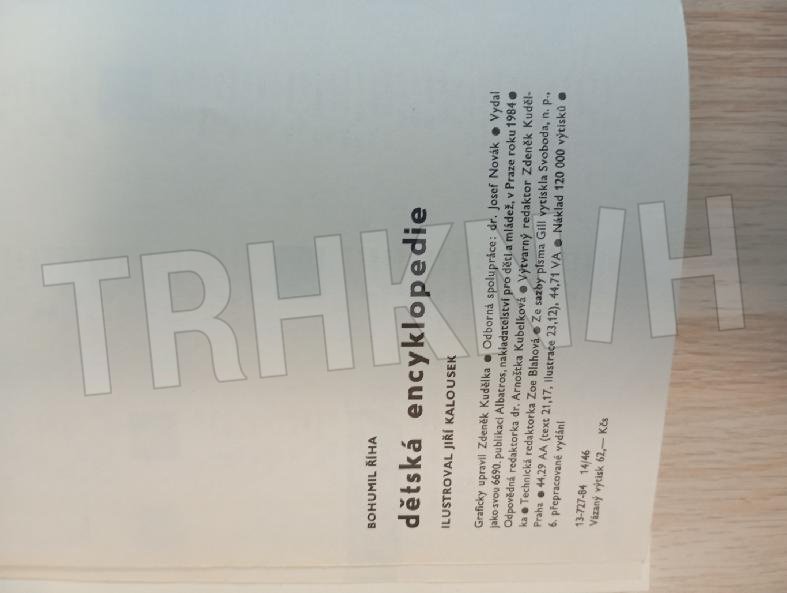 BOHUMIL ŘÍHA
dětská encyklopedie
ILUSTROVAL JIŘÍ KALOUSEK
Graficky upravil Zdeněk Kudělka ● Odborná spolupráce: dr. Josef Novák ● Vydal
jako svou 6690. publikaci Albatros, nakladatelství pro děti a mládež, v Praze roku 1984 ●
Odpovědná redaktorka dr. Arnoštka Kubelková ● Výtvarný redaktor Zdeněk Kuděl-
ka ● Technická redaktorka Zoe Blahová ● Ze sazby písma Gill vytiskla Svoboda, n. p.,
Praha ● 44,29 AA (text 21,17, ilustrace 23,12), 44,71 VA ● Náklad 120 000 výtisků ●
6. přepracované vydání
13-727-84 14/46
Vázaný výtisk 62,— Kčs